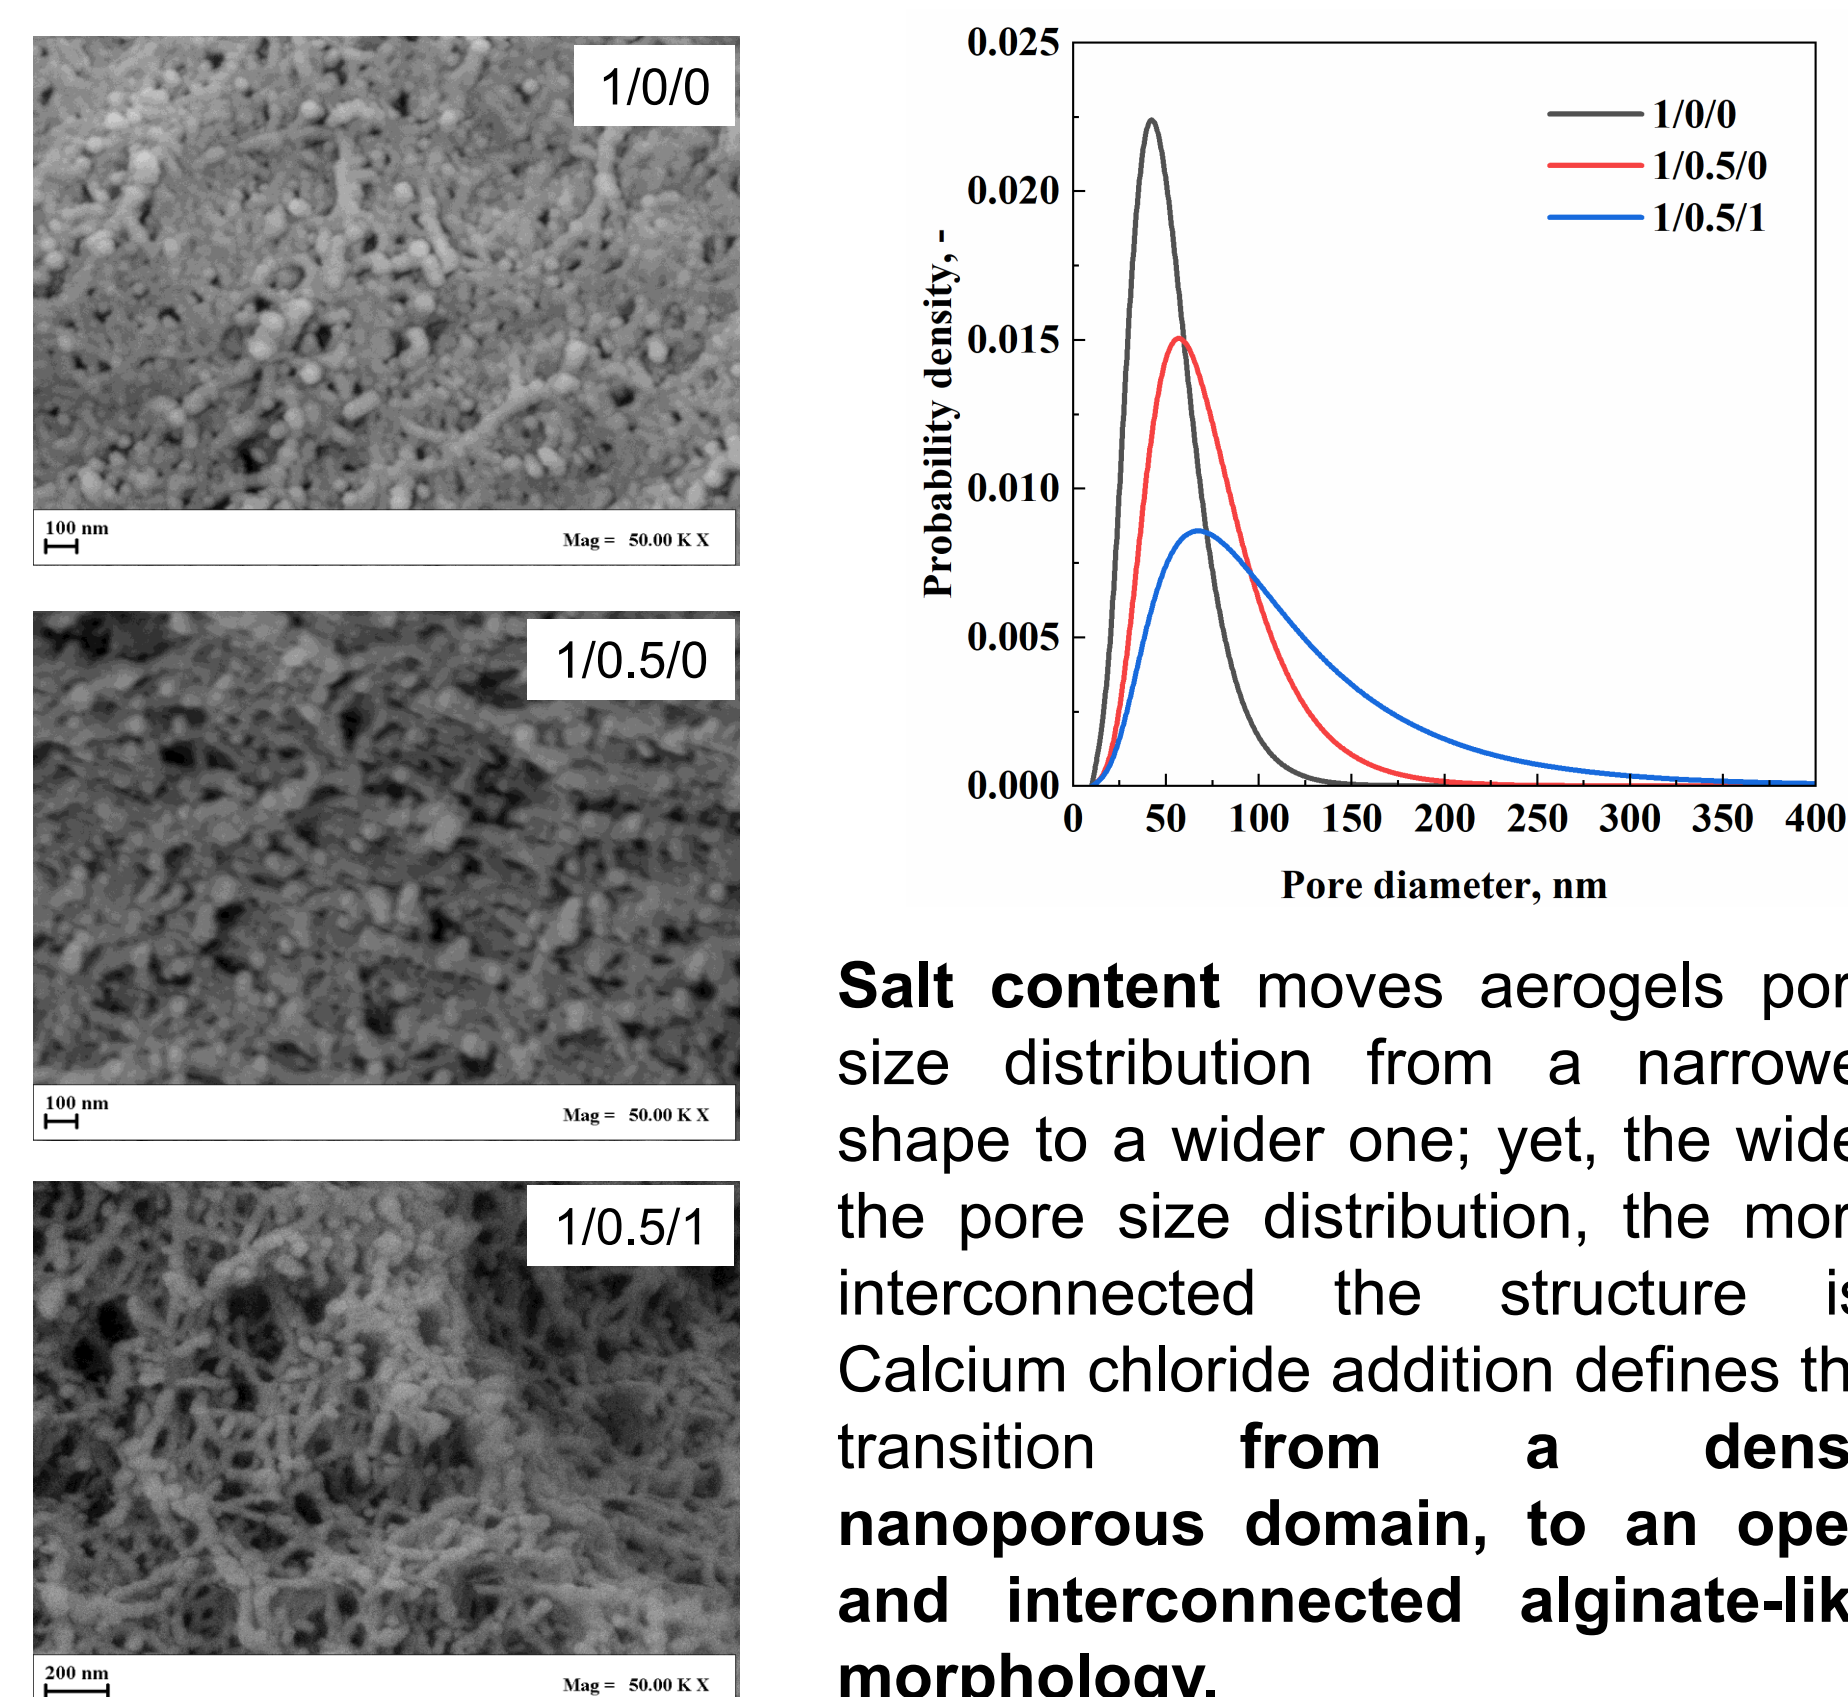 1/0/0
100 nm
Mag = 50.00 K X
1/0.5/0
100 nm
Mag = 50.00 K X
1/0.5/1
200 nm
Mag = 50.00 K X
0.025
0.020
0.015
0.010
0.005
0.000
Probability density, -
1/0/0
1/0.5/0
1/0.5/1
0 50 100 150 200 250 300 350 400
Pore diameter, nm
Salt content moves aerogels por
size distribution from a narrowe
shape to a wider one; yet, the wide
the pore size distribution, the mor
interconnected the structure is
Calcium chloride addition defines th
transition from a dens
nanoporous domain, to an ope
and interconnected alginate-lik
morphology.